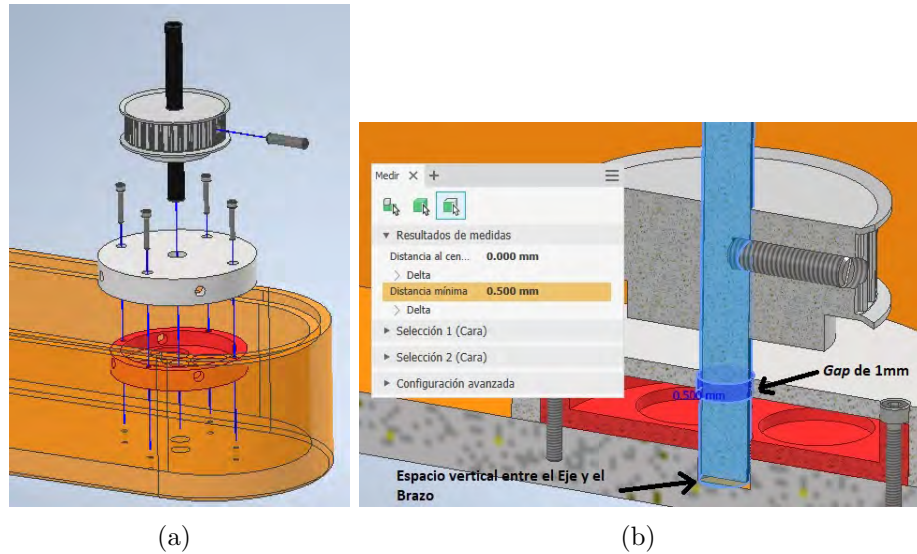 Medir
Resultados de medidas
Distancia al cen... 0.000 mm
Delta
Distancia mínima 0.500 mm
Delta
Selección 1 (Cara)
Selección 2 (Cara)
Configuración avanzada
0.500 mm
Gap de 1mm
Espacio vertical entre el Eje y el
Brazo
(a)
(b)